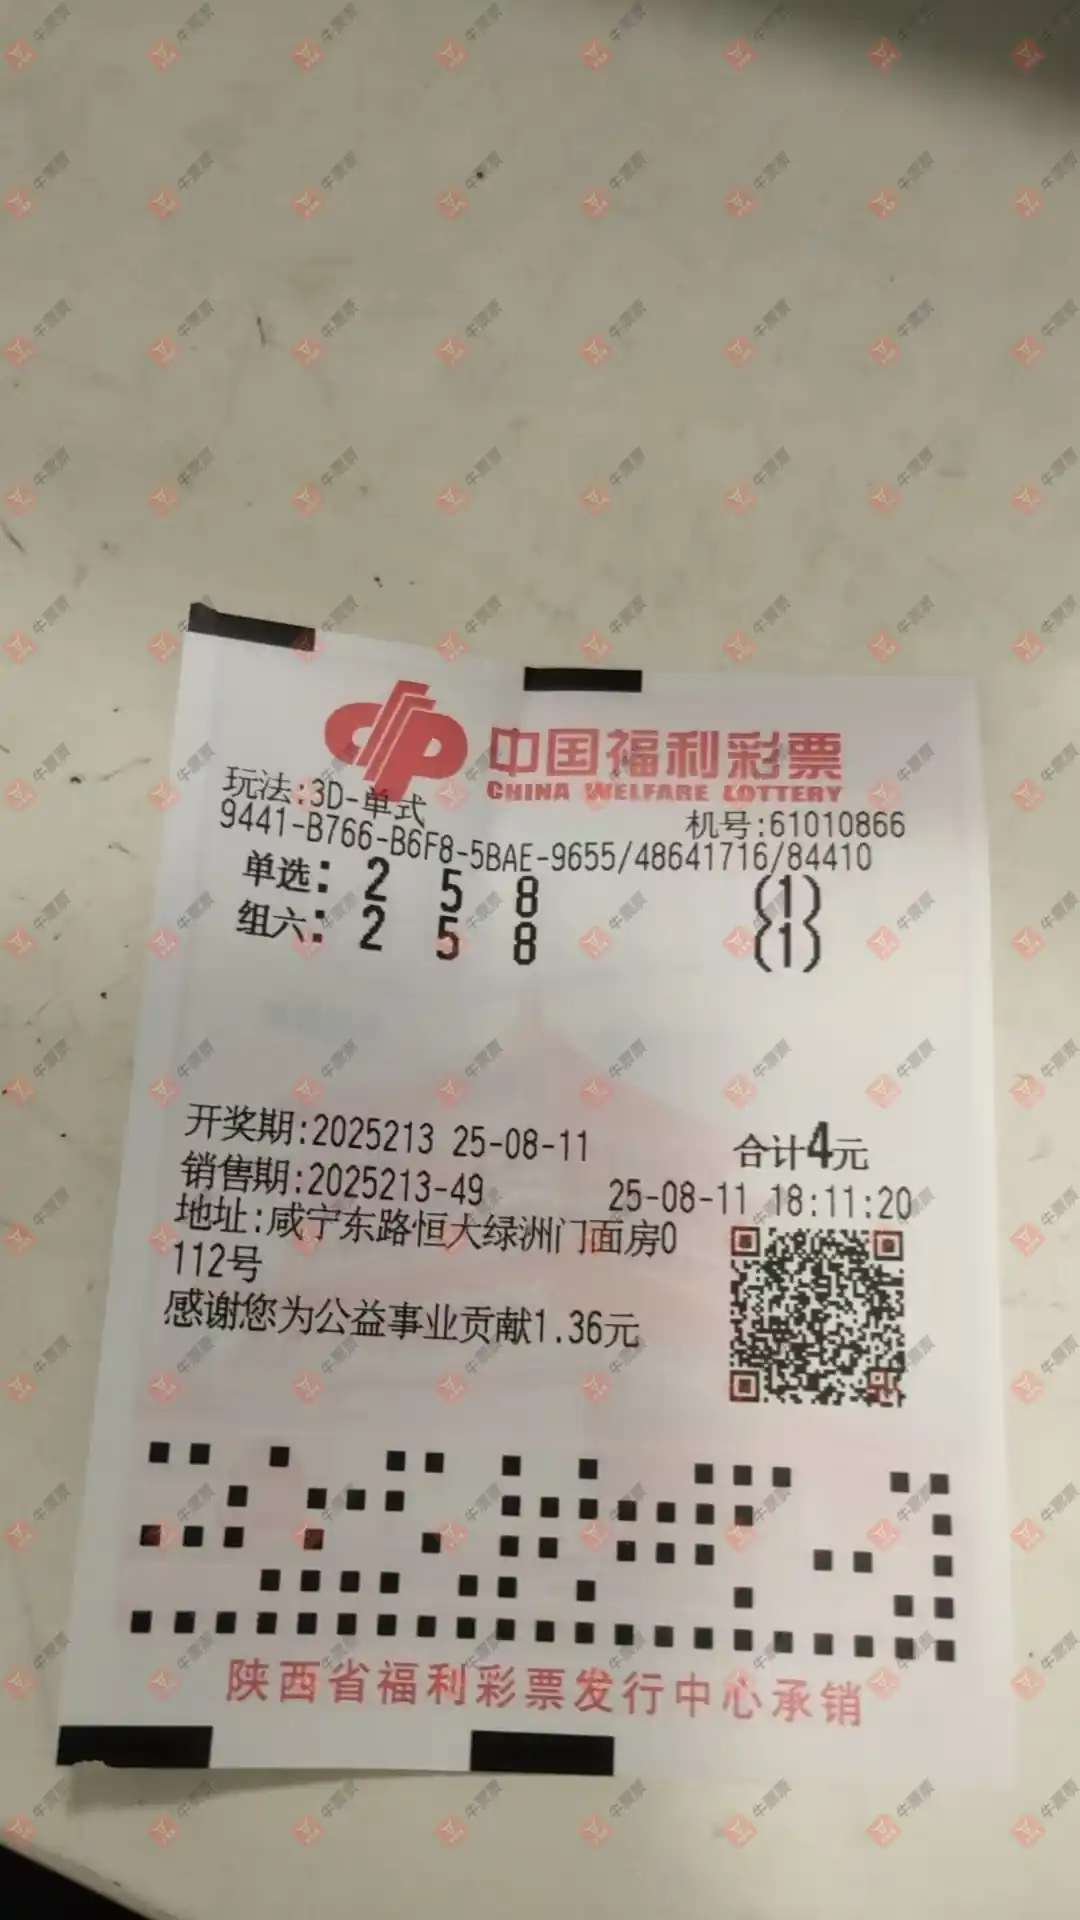 中国福利彩票
CHINA WELFARE LOTTERY
玩法:3D-单式
机号:61010866
9441-B766-B6F8-5BAE-9655/48641716/84410
单选: 2 5 8 (1)
组六: 2 5 8 (1)
开奖期:2025213 25-08-11
合计4元
销售期:2025213-49
25-08-11 18:11:20
地址:咸宁东路恒大绿洲门面房0
112号
感谢您为公益事业贡献1.36元
陕西省福利彩票发行中心承销
牛票票